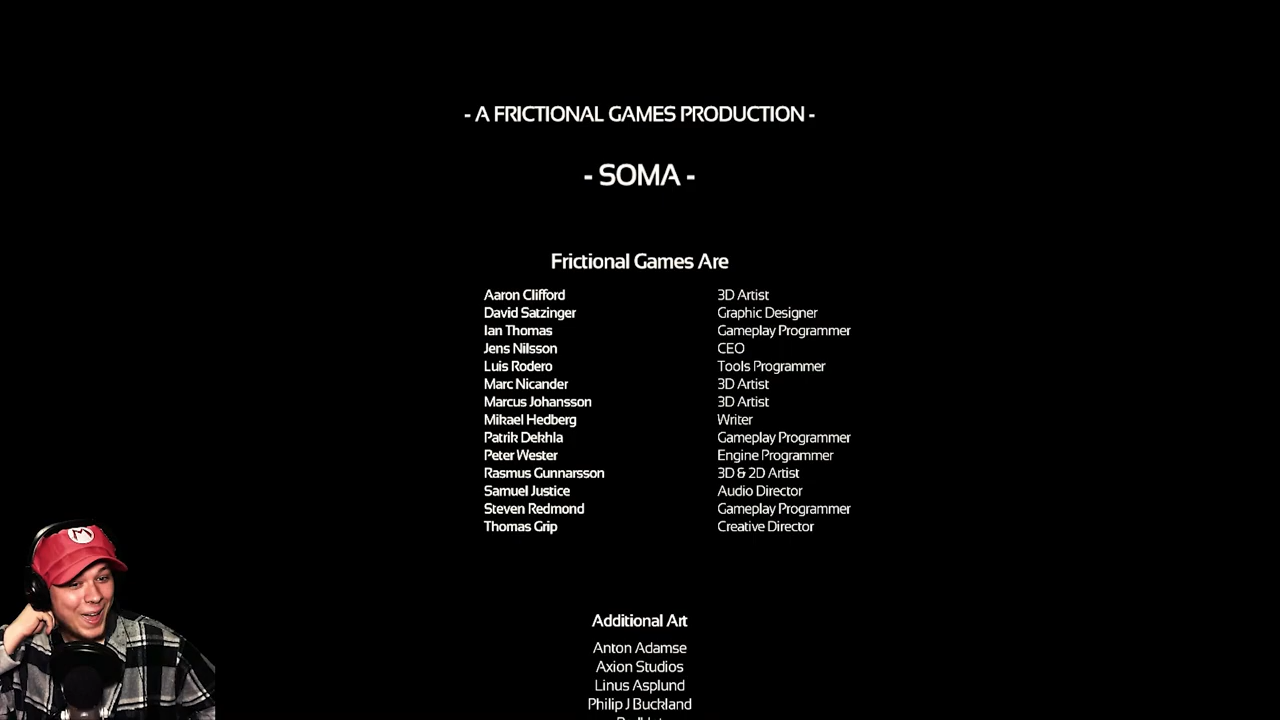 - A FRICTIONAL GAMES PRODUCTION -
- SOMA -
Frictional Games Are
Aaron Clifford 3D Artist
David Satzinger Graphic Designer
Ian Thomas Gameplay Programmer
Jens Nilsson CEO
Luis Rodero Tools Programmer
Marc Nicander 3D Artist
Marcus Johansson 3D Artist
Mikael Hedberg Writer
Patrik Dekhla Gameplay Programmer
Peter Wester Engine Programmer
Rasmus Gunnarsson 3D & 2D Artist
Samuel Justice Audio Director
Steven Redmond Gameplay Programmer
Thomas Grip Creative Director
Additional Art
Anton Adamse
Axion Studios
Linus Asplund
Philip J Buckland
M